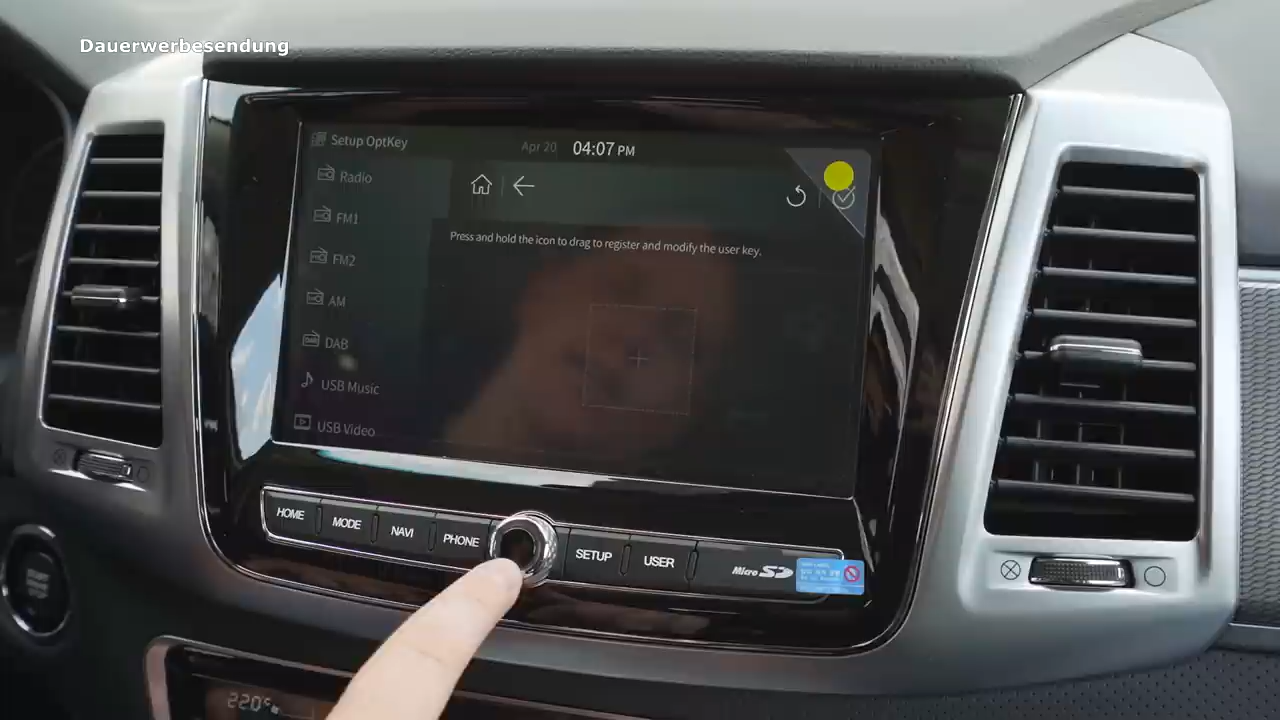 Dauerwerbesendung
Setup OptKey
Apr 20 04:07 PM
Radio
FM1
FM2
AM
DAB
USB Music
USB Video
Press and hold the icon to drag to register and modify the user key.
HOME
MODE
NAVI
PHONE
SETUP
USER
Micro SD
START